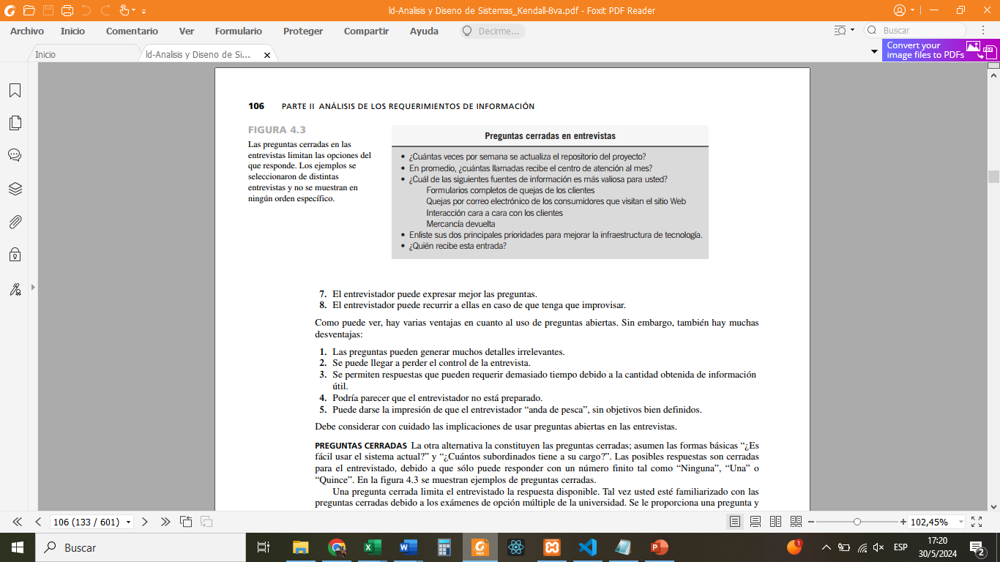 ld-Analisis y Diseno de Sistemas_Kendall-8va.pdf - Foxit PDF Reader
Archivo Inicio Comentario Ver Formulario Proteger Compartir Ayuda Decirme... Buscar
Inicio ld-Analisis y Diseno de Si...
Convert your
image files to PDFs
106 PARTE II ANÁLISIS DE LOS REQUERIMIENTOS DE INFORMACIÓN
FIGURA 4.3
Las preguntas cerradas en las
entrevistas limitan las opciones del
que responde. Los ejemplos se
seleccionaron de distintas
entrevistas y no se muestran en
ningún orden específico.
Preguntas cerradas en entrevistas
• ¿Cuántas veces por semana se actualiza el repositorio del proyecto?
• En promedio, ¿cuántas llamadas recibe el centro de atención al mes?
• ¿Cuál de las siguientes fuentes de información es más valiosa para usted?
Formularios completos de quejas de los clientes
Quejas por correo electrónico de los consumidores que visitan el sitio Web
Interacción cara a cara con los clientes
Mercancía devuelta
• Enliste sus dos principales prioridades para mejorar la infraestructura de tecnología.
• ¿Quién recibe esta entrada?
7. El entrevistador puede expresar mejor las preguntas.
8. El entrevistador puede recurrir a ellas en caso de que tenga que improvisar.
Como puede ver, hay varias ventajas en cuanto al uso de preguntas abiertas. Sin embargo, también hay muchas
desventajas:
1. Las preguntas pueden generar muchos detalles irrelevantes.
2. Se puede llegar a perder el control de la entrevista.
3. Se permiten respuestas que pueden requerir demasiado tiempo debido a la cantidad obtenida de información
útil.
4. Podría parecer que el entrevistador no está preparado.
5. Puede darse la impresión de que el entrevistador “anda de pesca”, sin objetivos bien definidos.
Debe considerar con cuidado las implicaciones de usar preguntas abiertas en las entrevistas.
PREGUNTAS CERRADAS La otra alternativa la constituyen las preguntas cerradas; asumen las formas básicas “¿Es
fácil usar el sistema actual?” y “¿Cuántos subordinados tiene a su cargo?”. Las posibles respuestas son cerradas
para el entrevistado, debido a que sólo puede responder con un número finito tal como “Ninguna”, “Una” o
“Quince”. En la figura 4.3 se muestran ejemplos de preguntas cerradas.
Una pregunta cerrada limita el entrevistado la respuesta disponible. Tal vez usted esté familiarizado con las
preguntas cerradas debido a los exámenes de opción múltiple de la universidad. Se le proporciona una pregunta y
106 (133 / 601) 102,45%
Buscar
ESP
17:20
30/5/2024
2